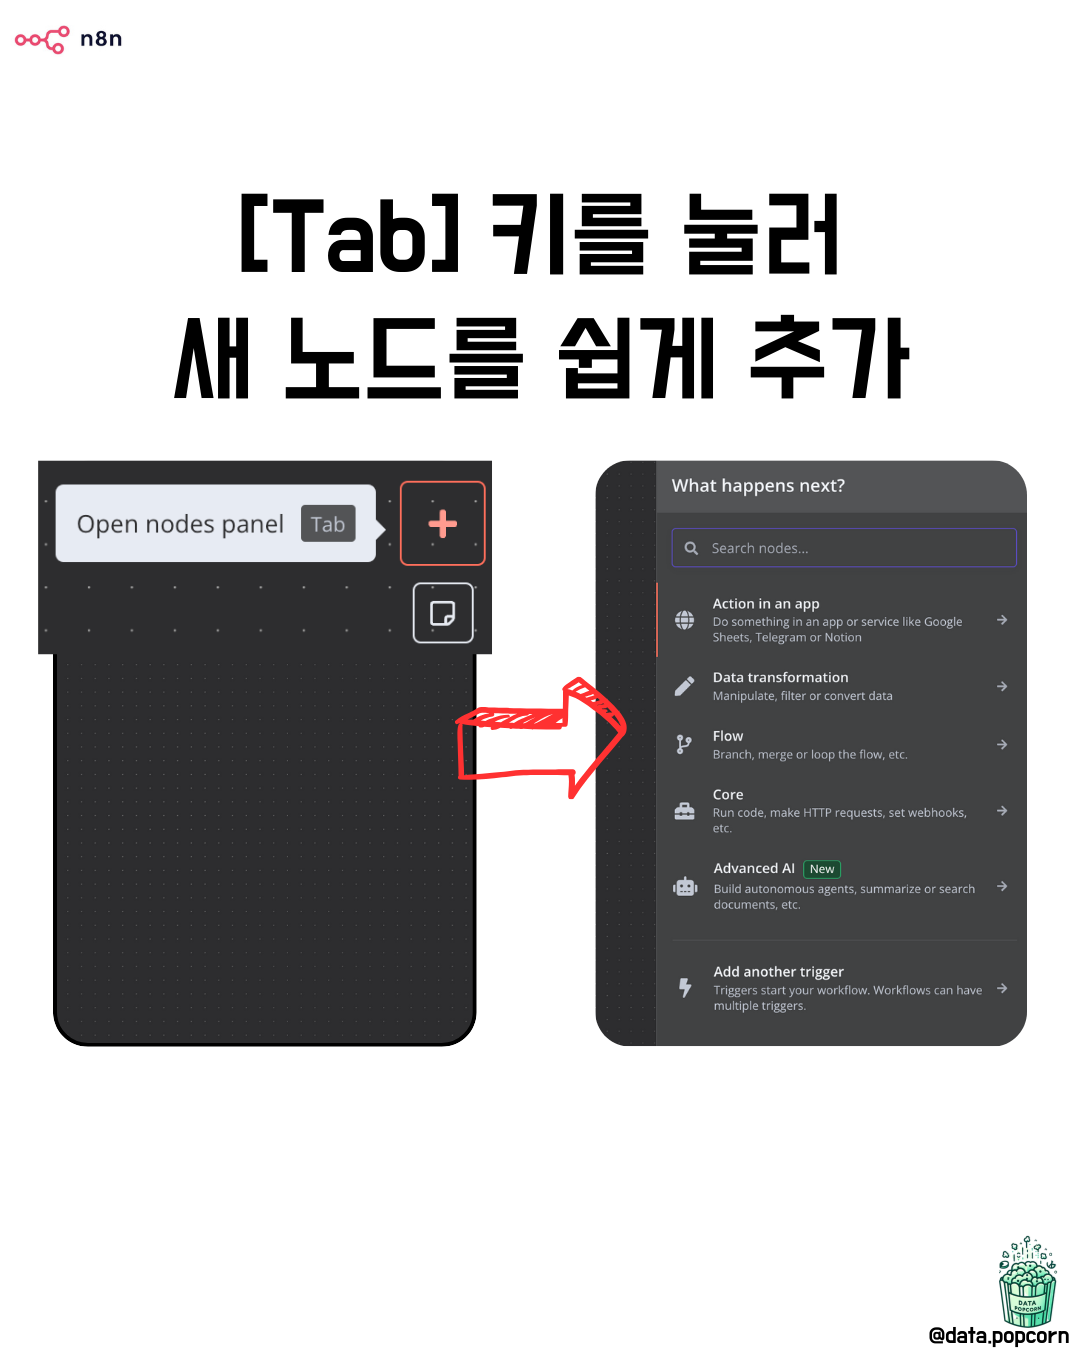 n8n
[Tab] 키를 눌러
새 노드를 쉽게 추가
Open nodes panel Tab
What happens next?
Search nodes...
Action in an app
Do something in an app or service like Google
Sheets, Telegram or Notion
Data transformation
Manipulate, filter or convert data
Flow
Branch, merge or loop the flow, etc.
Core
Run code, make HTTP requests, set webhooks,
etc.
Advanced AI New
Build autonomous agents, summarize or search
documents, etc.
Add another trigger
Triggers start your workflow. Workflows can have
multiple triggers.
DATA
POPCORN
@data.popcorn